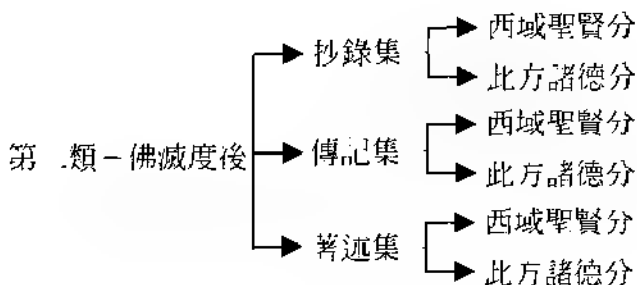 西域聖賢分
抄錄集
此方諸德分
西域聖賢分
第 類－佛滅度後
傳記集
此方諸德分
西域聖賢分
著述集
此方諸德分